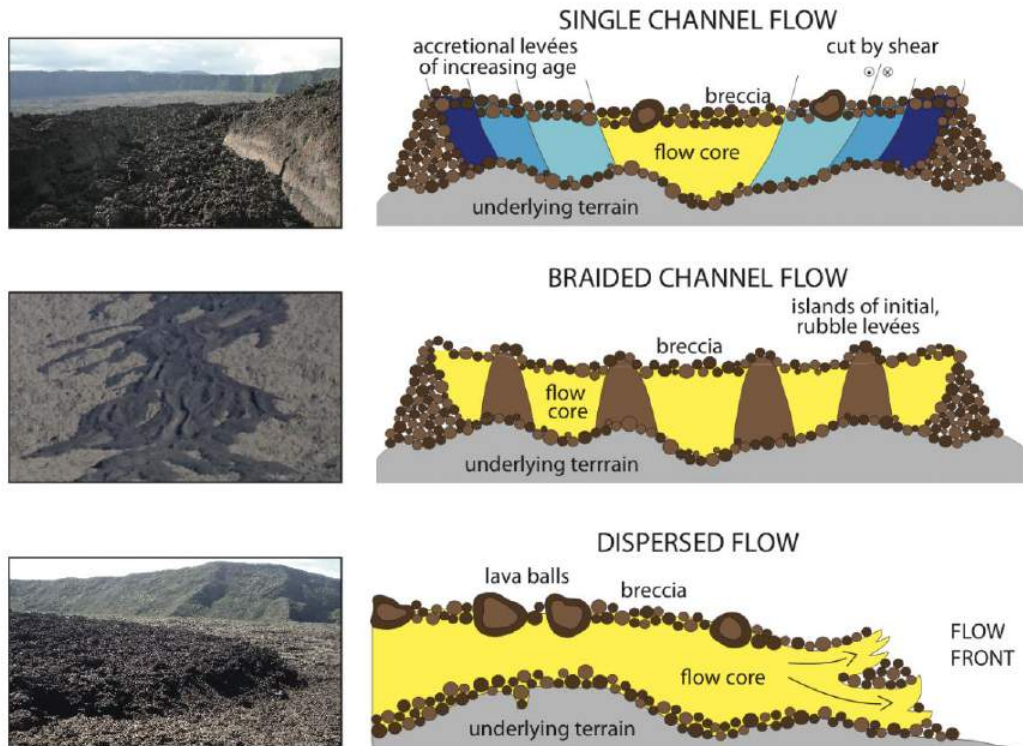 SINGLE CHANNEL FLOW
accretional levées
of increasing age
cut by shear
breccia
flow core
underlying terrain
BRAIDED CHANNEL FLOW
islands of initial,
rubble levées
breccia
flow
core
underlying terrrain
DISPERSED FLOW
lava balls
breccia
FLOW
FRONT
flow core
underlying terrain